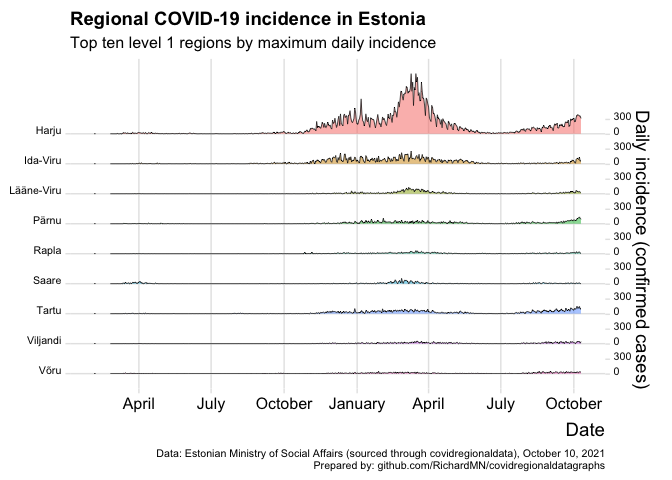 Regional COVID-19 incidence in Estonia
Top ten level 1 regions by maximum daily incidence
Harju
Ida-Viru
Lääne-Viru
Pärnu
Rapla
Saare
Tartu
Viljandi
Võru
300
0
300
0
300
0
300
0
300
0
300
0
300
0
300
0
300
0
Daily incidence (confirmed cases)
April July October January April July October
Date
Data: Estonian Ministry of Social Affairs (sourced through covidregionaldata), October 10, 2021
Prepared by: github.com/RichardMN/covidregionaldatagraphs